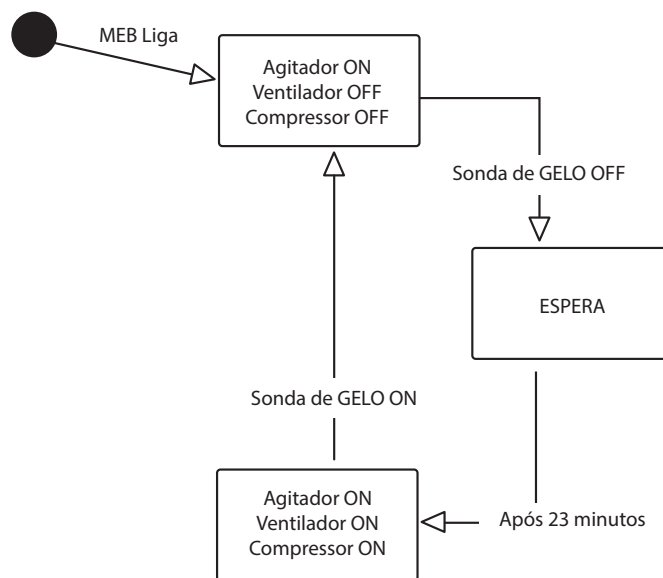 MEB Liga
Agitador ON
Ventilador OFF
Compressor OFF
Sonda de GELO OFF
ESPERA
Sonda de GELO ON
Agitador ON
Ventilador ON
Compressor ON
Após 23 minutos